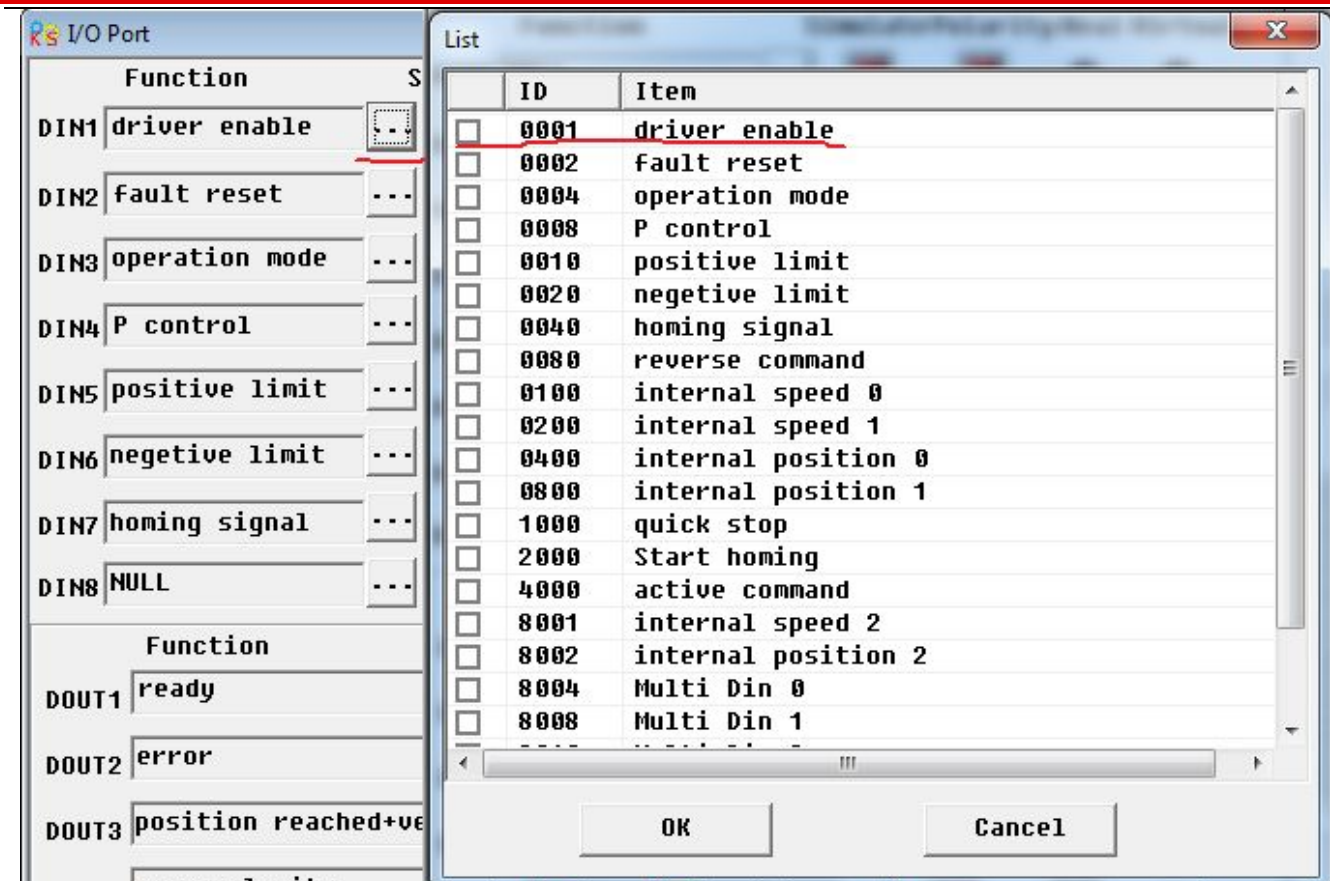 I/O Port
Function S
DIN1 driver enable ...
DIN2 fault reset ...
DIN3 operation mode ...
DIN4 P control ...
DIN5 positive limit ...
DIN6 negetive limit ...
DIN7 homing signal ...
DIN8 NULL ...
Function
DOUT1 ready
DOUT2 error
DOUT3 position reached+ve
List
ID Item
0001 driver enable
0002 fault reset
0004 operation mode
0008 P control
0010 positive limit
0020 negetive limit
0040 homing signal
0080 reverse command
0100 internal speed 0
0200 internal speed 1
0400 internal position 0
0800 internal position 1
1000 quick stop
2000 Start homing
4000 active command
8001 internal speed 2
8002 internal position 2
8004 Multi Din 0
8008 Multi Din 1
OK Cancel